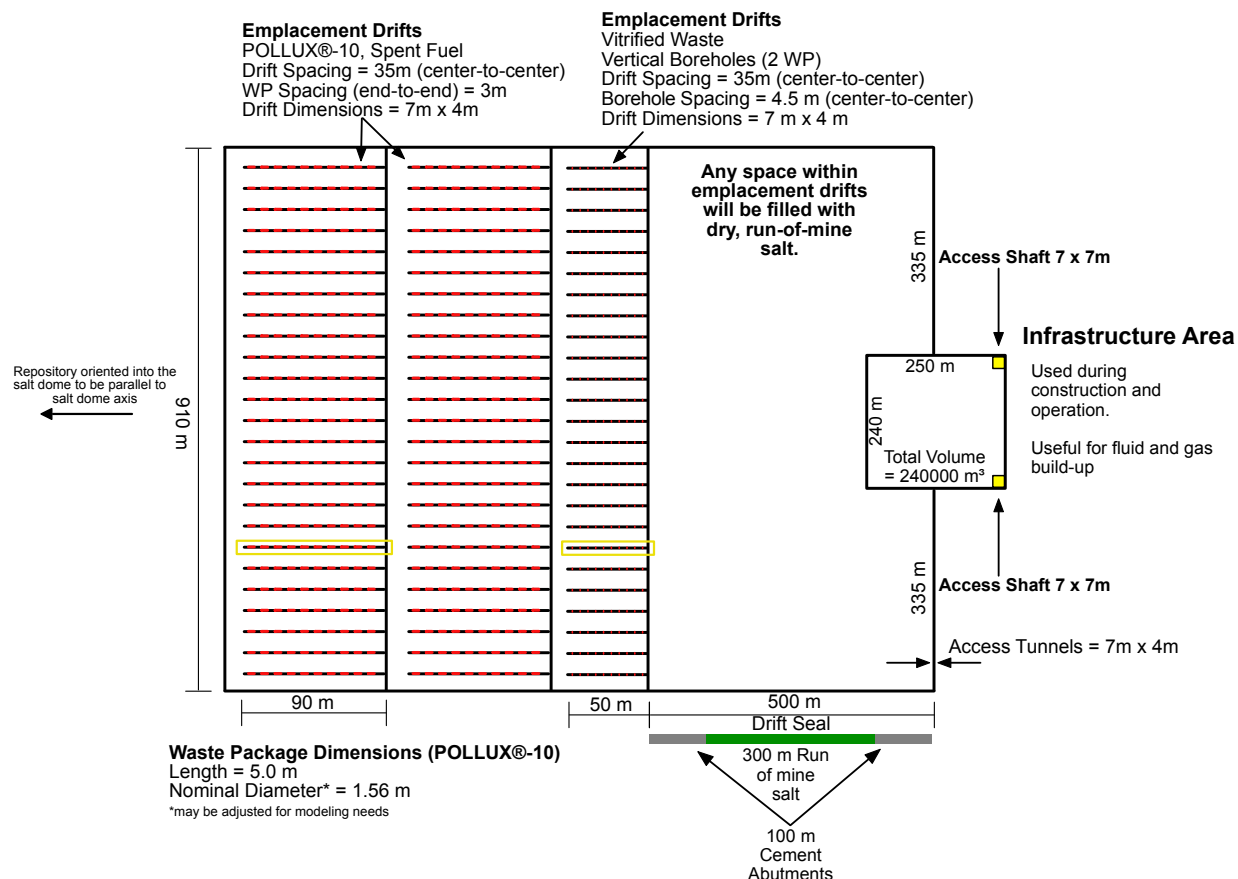 Emplacement Drifts
POLLUX®-10, Spent Fuel
Drift Spacing = 35m (center-to-center)
WP Spacing (end-to-end) = 3m
Drift Dimensions = 7m x 4m
Emplacement Drifts
Vitrified Waste
Vertical Boreholes (2 WP)
Drift Spacing = 35m (center-to-center)
Borehole Spacing = 4.5 m (center-to-center)
Drift Dimensions = 7 m x 4 m
Any space within
emplacement drifts
will be filled with
dry, run-of-mine
salt.
335 m
Access Shaft 7 x 7m
Infrastructure Area
Used during
construction and
operation.
Useful for fluid and gas
build-up
250 m
240 m
Total Volume
= 240000 m³
Repository oriented into the
salt dome to be parallel to
salt dome axis
910 m
335 m
Access Shaft 7 x 7m
Access Tunnels = 7m x 4m
90 m
50 m
500 m
Drift Seal
300 m Run
of mine
salt
100 m
Cement
Abutments
Waste Package Dimensions (POLLUX®-10)
Length = 5.0 m
Nominal Diameter* = 1.56 m
*may be adjusted for modeling needs